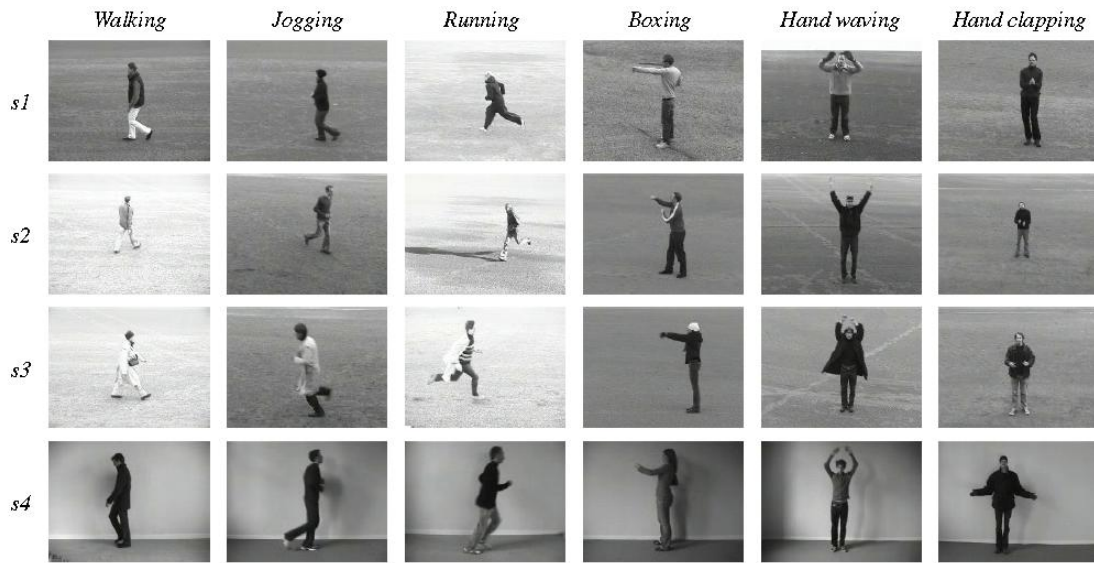 Walking Jogging Running Boxing Hand waving Hand clapping
s1
s2
s3
s4